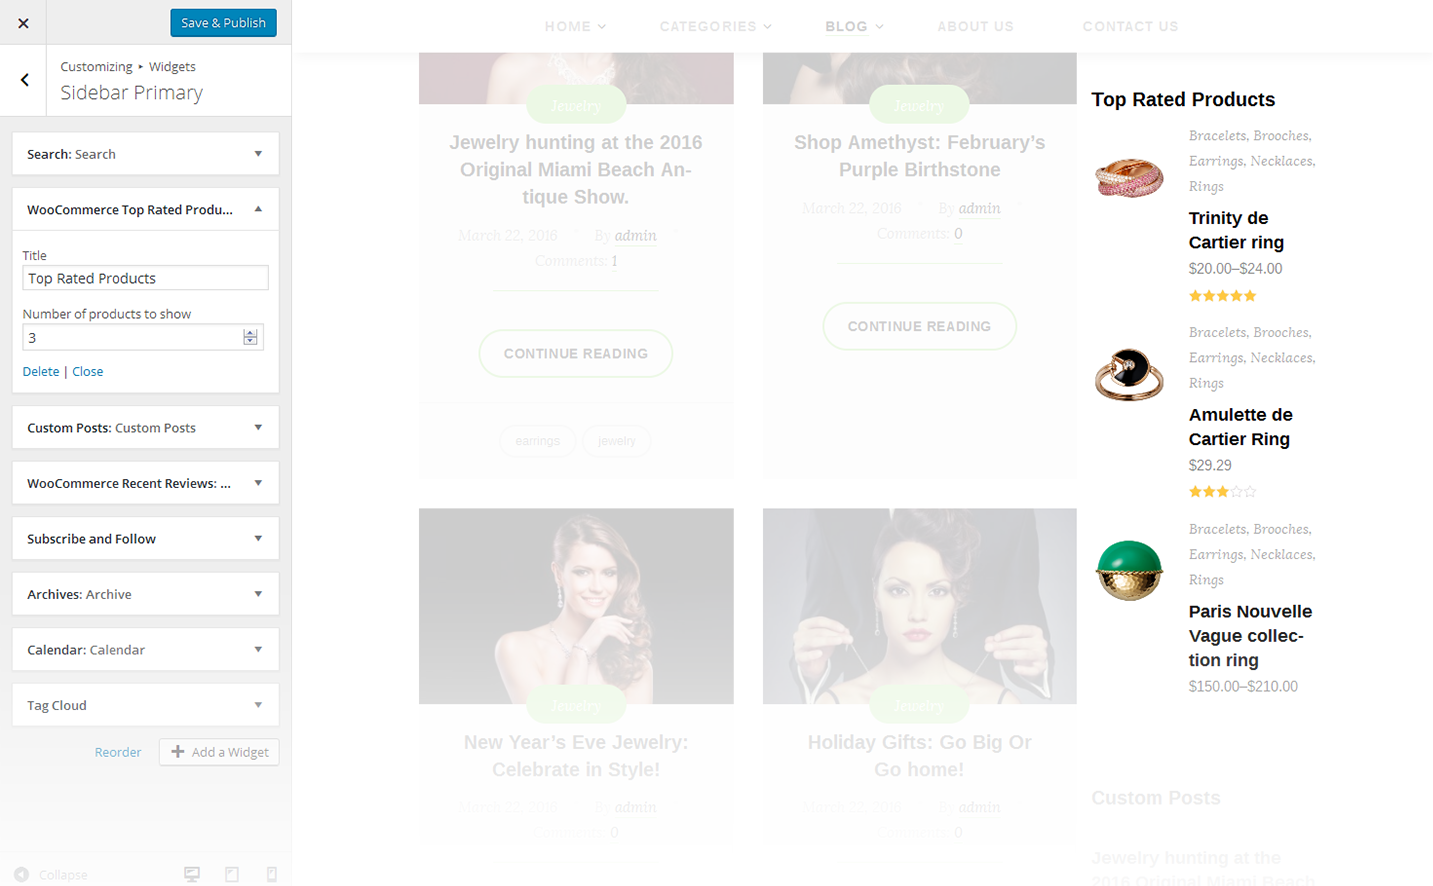 Save & Publish
Customizing ▸ Widgets
Sidebar Primary
Search: Search
WooCommerce Top Rated Produ...
Title
Top Rated Products
Number of products to show
3
Delete | Close
Custom Posts: Custom Posts
WooCommerce Recent Reviews: ...
Subscribe and Follow
Archives: Archive
Calendar: Calendar
Tag Cloud
Reorder
Add a Widget
Collapse
HOME
CATEGORIES
BLOG
ABOUT US
CONTACT US
Jewelry
Jewelry hunting at the 2016
Original Miami Beach An-
tique Show.
March 22, 2016 By admin
Comments: 1
CONTINUE READING
earrings
jewelry
Jewelry
Shop Amethyst: February’s
Purple Birthstone
March 22, 2016 By admin
Comments: 0
CONTINUE READING
Jewelry
New Year’s Eve Jewelry:
Celebrate in Style!
March 22, 2016 By admin
Comments: 0
Jewelry
Holiday Gifts: Go Big Or
Go home!
March 22, 2016 By admin
Comments: 0
Top Rated Products
Bracelets, Brooches,
Earrings, Necklaces,
Rings
Trinity de
Cartier ring
$20.00–$24.00
Bracelets, Brooches,
Earrings, Necklaces,
Rings
Amulette de
Cartier Ring
$29.29
Bracelets, Brooches,
Earrings, Necklaces,
Rings
Paris Nouvelle
Vague collec-
tion ring
$150.00–$210.00
Custom Posts
Jewelry hunting at the
2016 Original Miami Beach